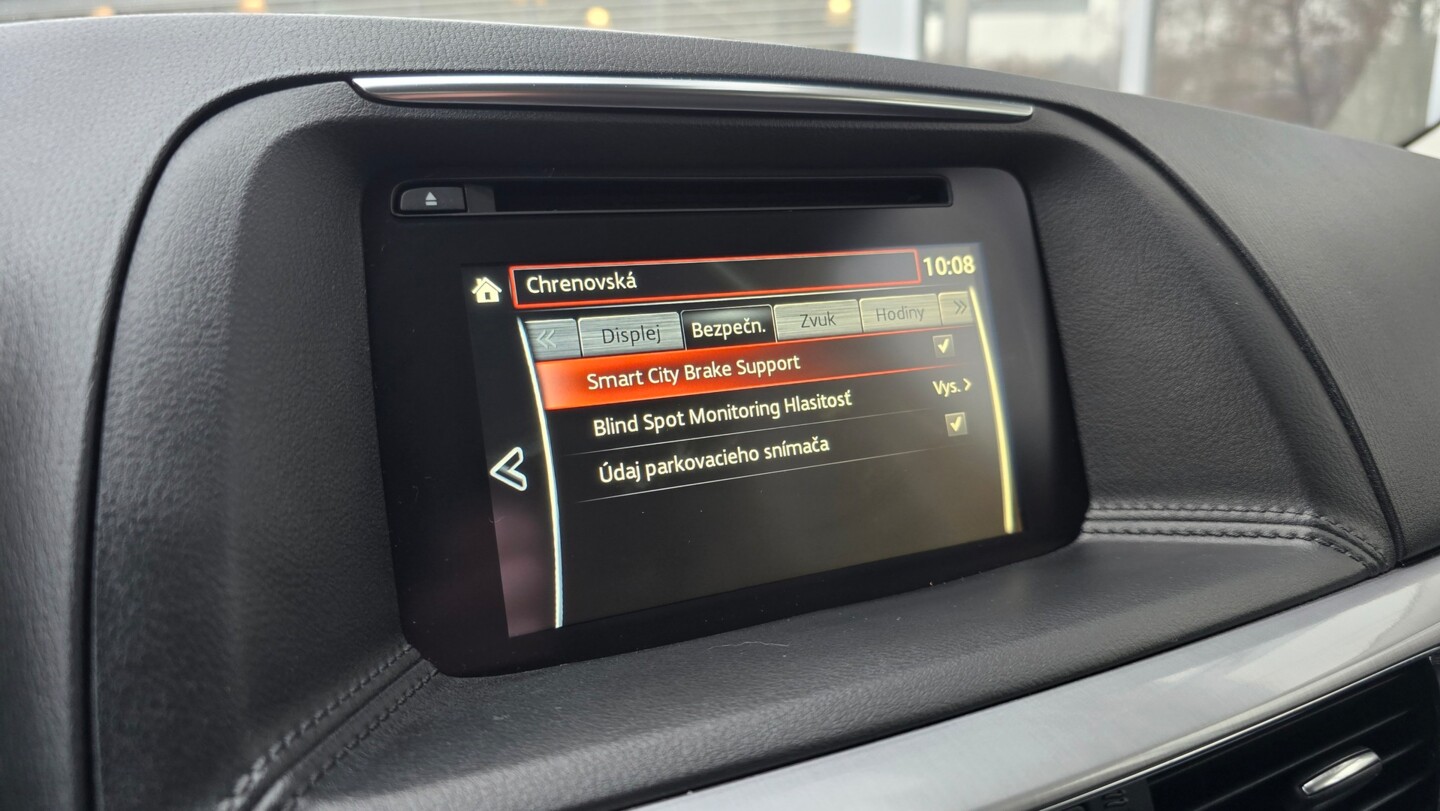 Chrenovská 10:08
« Displej Bezpečn. Zvuk Hodiny »
Smart City Brake Support
Blind Spot Monitoring Hlasitosť Vys. >
Údaj parkovacieho snímača